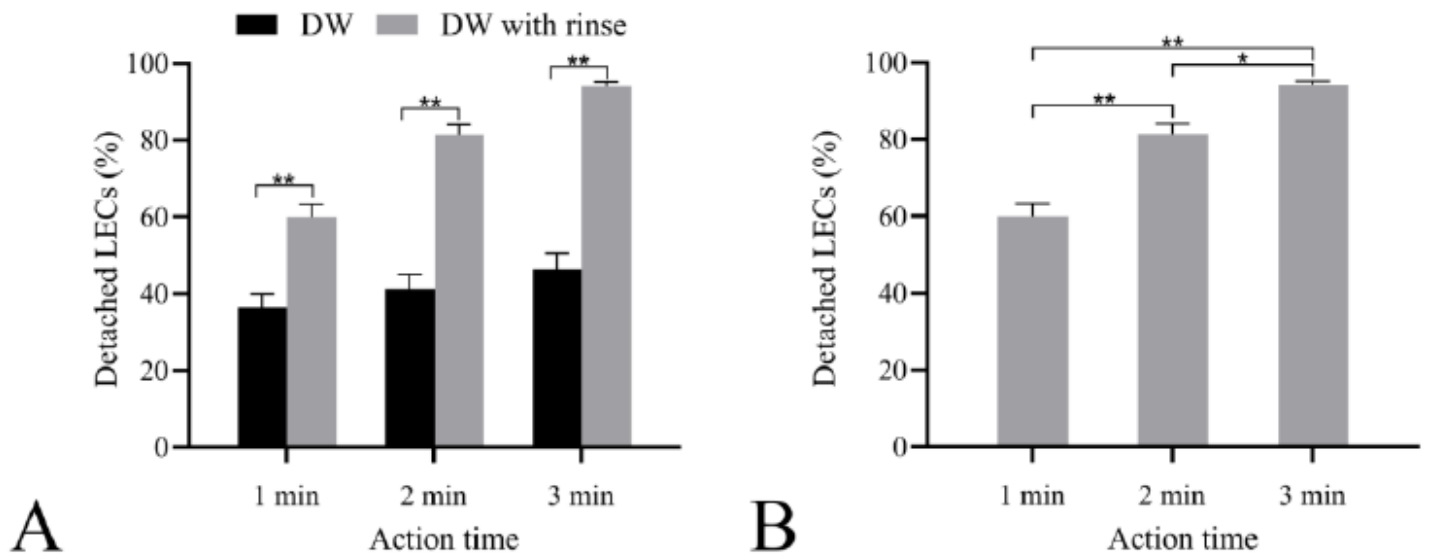 DW DW with rinse
Detached LECs (%)
100
80
60
40
20
0
**
**
**
1 min 2 min 3 min
Action time
A
Detached LECs (%)
100
80
60
40
20
0
**
*
**
1 min 2 min 3 min
Action time
B